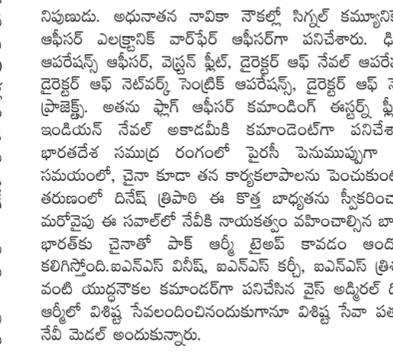 నిపుణుడు. అధునాతన నావికా నౌకల్లో సిగ్నల్ కమ్యూని
ఆఫీసర్ ఎలక్ట్రానిక్ వార్‌ఫేర్ ఆఫీసర్‌గా పనిచేశారు.
ఆపరేషన్స్ ఆఫీసర్, వెస్ట్రన్ ఫ్లీట్, డైరెక్టర్ ఆఫ్ నేవల్ ఆపరే
డైరెక్టర్ ఆఫ్ నెట్‌వర్క్ సెంట్రిక్ ఆపరేషన్స్, డైరెక్టర్ ఆఫ్
ప్రాజెక్ట్స్. అతను ఫ్లాగ్ ఆఫీసర్ కమాండింగ్ ఈస్టర్న్ ఫ్లీ
ఇండియన్ నేవల్ అకాడమీకి కమాండెంట్‌గా పనిచేశా
భారతదేశ సముద్ర రంగంలో పైరసీ పెనుముప్పుగా
సమయంలో, చైనా కూడా తన కార్యకలాపాలను పెంచుకుంట
తరుణంలో దినేష్ త్రిపాఠి ఈ కొత్త బాధ్యతను స్వీకరించా
మరోవైపు ఈ సవాల్‌లో నేవీకి నాయకత్వం వహించాల్సిన బా
భారత్‌కు చైనాతో పాక్ ఆర్మీ టైఅప్ కావడం ఆంద
కలిగిస్తోంది.ఐఎన్ఎస్ వినీష్, ఐఎన్ఎస్ కర్చీ, ఐఎన్ఎస్ త్రిశ
వంటి యుద్ధనౌకల కమాండర్‌గా పనిచేసిన వైస్ అడ్మిరల్ ది
ఆర్మీలో విశిష్ట సేవలందించినందుకుగానూ విశిష్ట సేవా పత
నేవీ మెడల్ అందుకున్నారు.